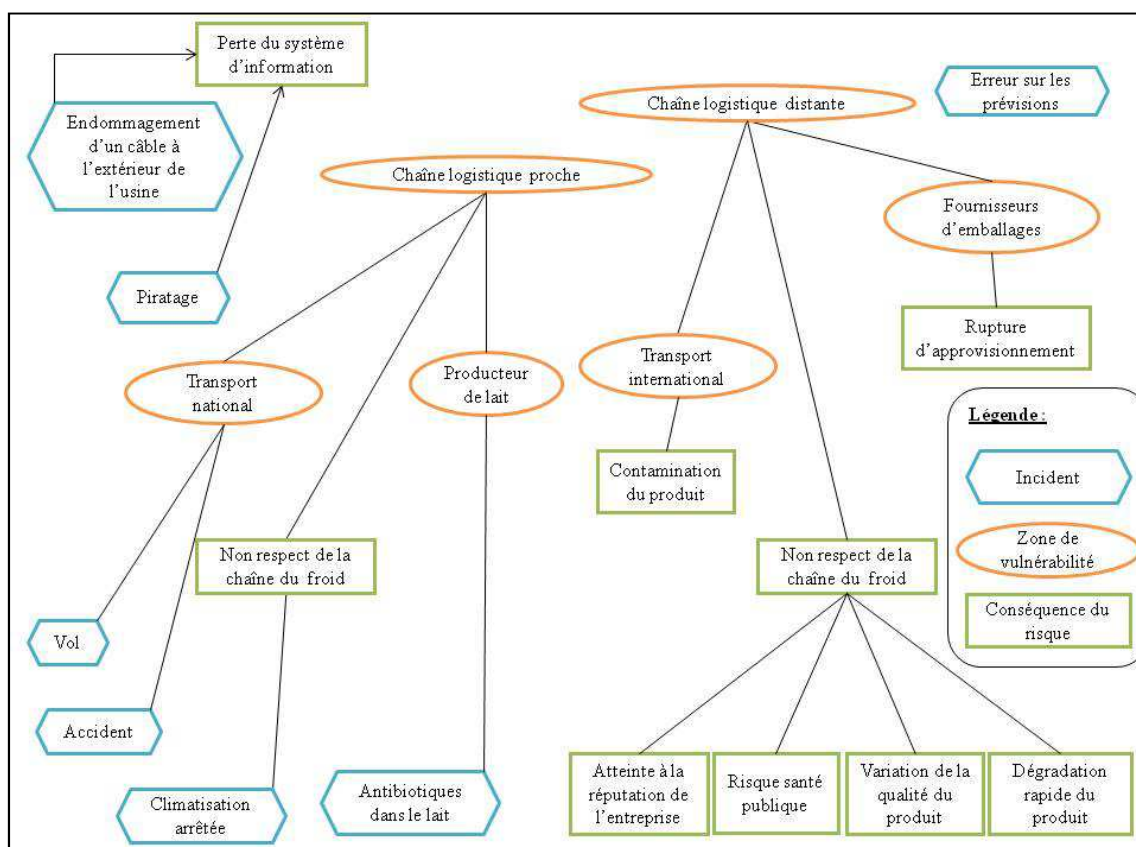 Perte du système
d'information
Endommagement
d'un câble à
l'extérieur de
l'usine
Piratage
Chaîne logistique proche
Transport
national
Producteur
de lait
Non respect de la
chaîne du froid
Vol
Accident
Climatisation
arrêtée
Antibiotiques
dans le lait
Chaîne logistique distante
Erreur sur les
prévisions
Fournisseurs
d'emballages
Rupture
d'approvisionnement
Transport
international
Contamination
du produit
Non respect de la
chaîne du froid
Atteinte à la
réputation de
l'entreprise
Risque santé
publique
Variation de la
qualité du
produit
Dégradation
rapide du
produit
Légende :
Incident
Zone de
vulnérabilité
Conséquence du
risque